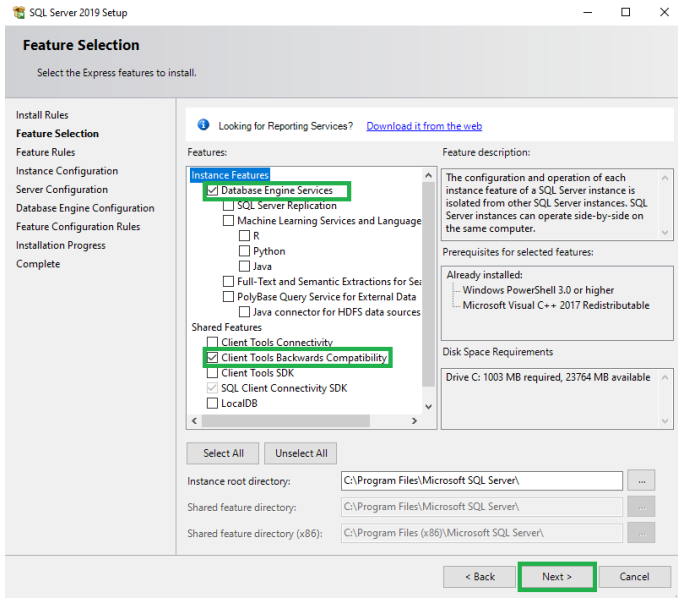 SQL Server 2019 Setup
Feature Selection
Select the Express features to install.
Install Rules
Feature Selection
Feature Rules
Instance Configuration
Server Configuration
Database Engine Configuration
Feature Configuration Rules
Installation Progress
Complete
Looking for Reporting Services? Download it from the web
Features:
Instance Features
Database Engine Services
SQL Server Replication
Machine Learning Services and Language
R
Python
Java
Full-Text and Semantic Extractions for Sea
PolyBase Query Service for External Data
Java connector for HDFS data sources
Shared Features
Client Tools Connectivity
Client Tools Backwards Compatibility
Client Tools SDK
SQL Client Connectivity SDK
LocalDB
Feature description:
The configuration and operation of each
instance feature of a SQL Server instance is
isolated from other SQL Server instances. SQL
Server instances can operate side-by-side on
the same computer.
Prerequisites for selected features:
Already installed:
Windows PowerShell 3.0 or higher
Microsoft Visual C++ 2017 Redistributable
Disk Space Requirements
Drive C: 1003 MB required, 23764 MB available
Select All
Unselect All
Instance root directory: C:\Program Files\Microsoft SQL Server\ ...
Shared feature directory: C:\Program Files\Microsoft SQL Server\ ...
Shared feature directory (x86): C:\Program Files (x86)\Microsoft SQL Server\ ...
< Back
Next >
Cancel